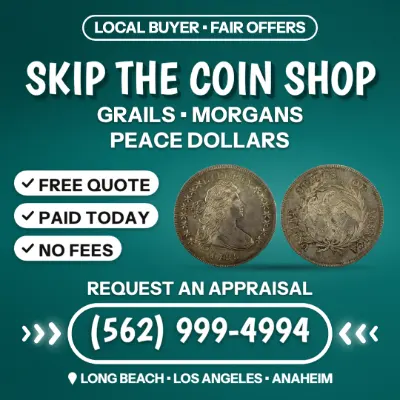 LOCAL BUYER • FAIR OFFERS
SKIP THE COIN SHOP
GRAILS • MORGANS
PEACE DOLLARS
✓ FREE QUOTE
✓ PAID TODAY
✓ NO FEES
REQUEST AN APPRAISAL
(562) 999-4994
LONG BEACH • LOS ANGELES • ANAHEIM